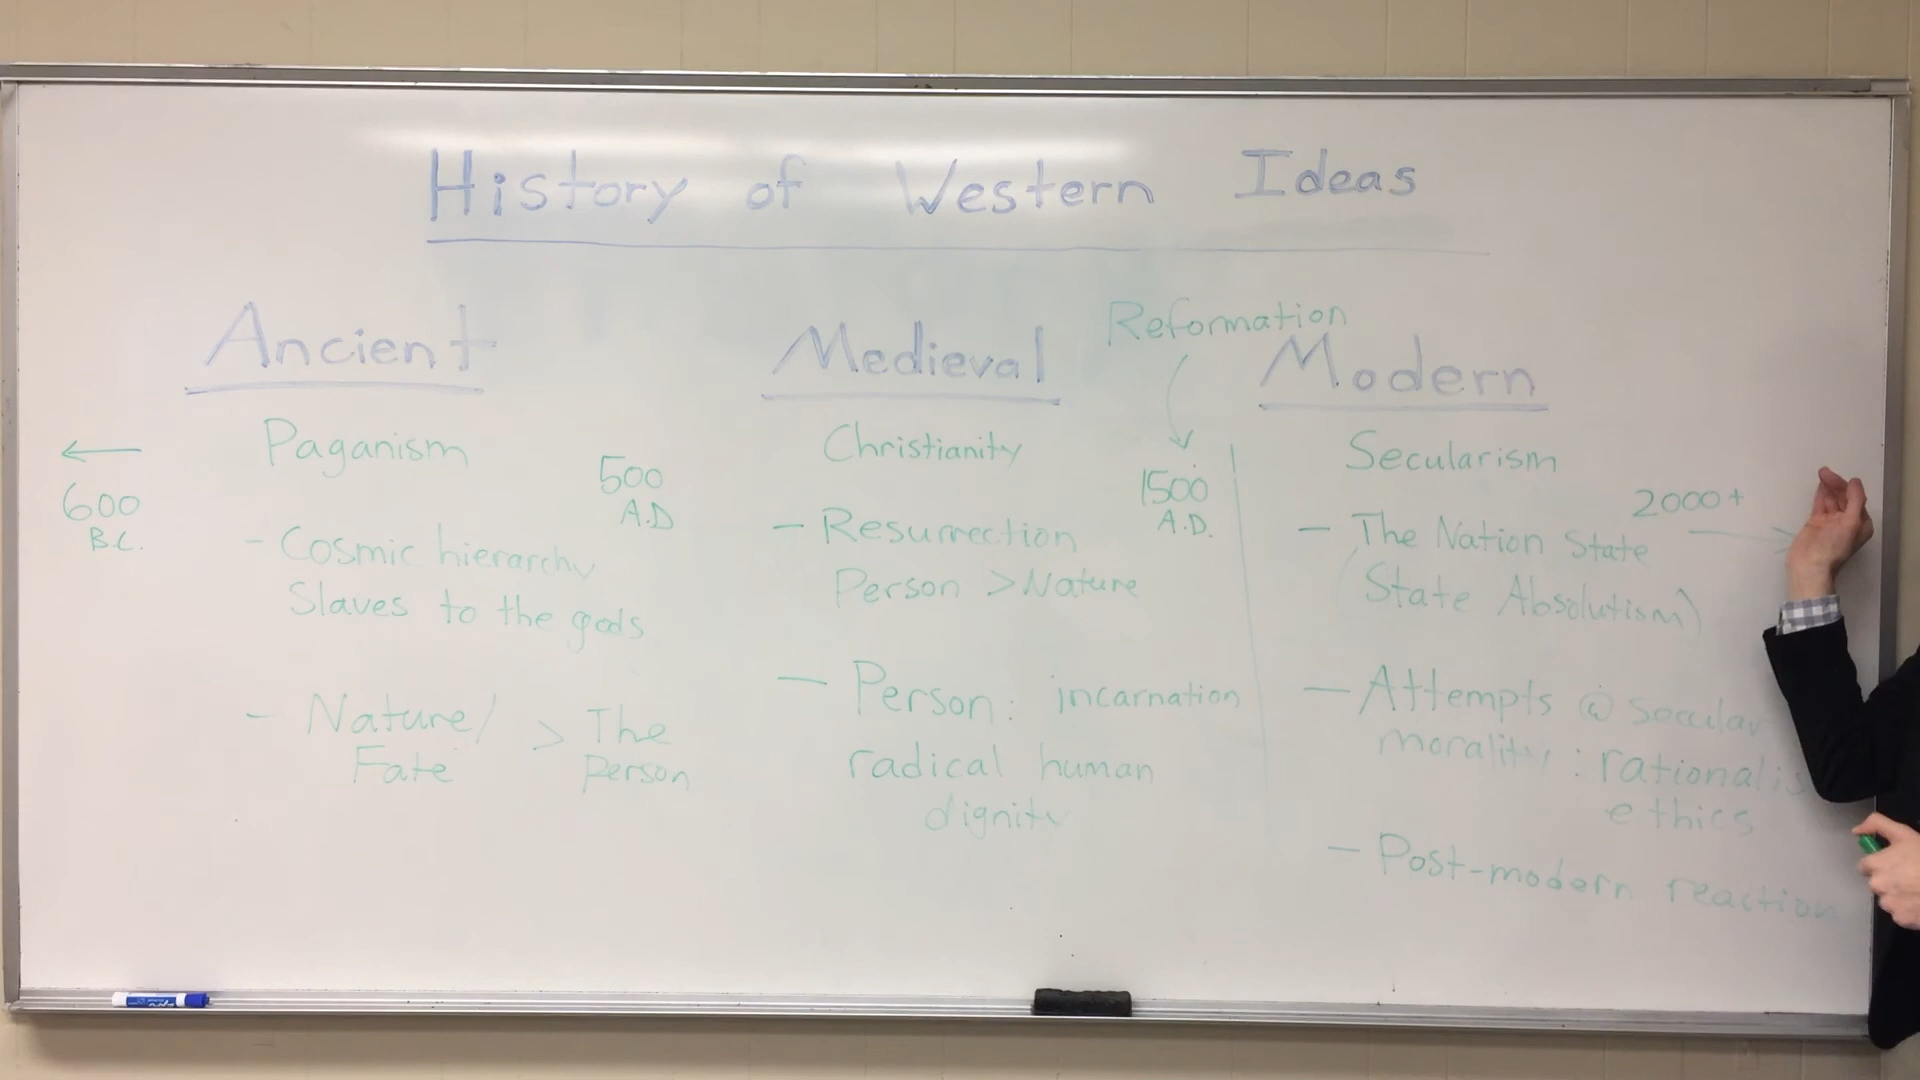 History of Western Ideas
Ancient
Paganism
←
600
B.C.
500
A.D
- Cosmic hierarchy
Slaves to the gods
- Nature/
Fate
> The
Person
Medieval
Christianity
- Resurrection
Person > Nature
- Person: incarnation
radical human
dignity
Reformation
1500
A.D.
Modern
Secularism
2000+
- The Nation State
(State Absolutism)
- Attempts @ secular
morality: rationalis
ethics
- Post-modern reaction